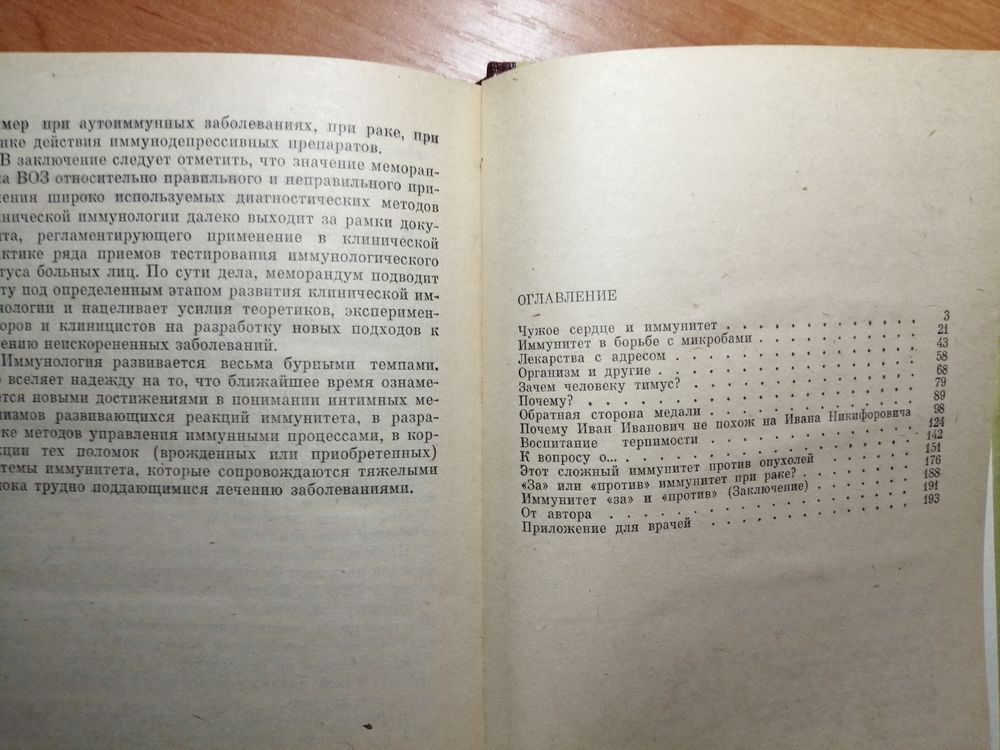 мер при аутоиммунных заболеваниях, при раке, при
нке действия иммунодепрессивных препаратов.
В заключение следует отметить, что значение меморан-
а ВОЗ относительно правильного и неправильного при-
ения широко используемых диагностических методов
нической иммунологии далеко выходит за рамки доку-
та, регламентирующего применение в клинической
ктике ряда приемов тестирования иммунологического
туса больных лиц. По сути дела, меморандум подводит
ту под определенным этапом развития клинической им-
нологии и нацеливает усилия теоретиков, эксперимен-
оров и клиницистов на разработку новых подходов к
ению неискорененных заболеваний.
Иммунология развивается весьма бурными темпами.
о вселяет надежду на то, что ближайшее время ознаме-
ется новыми достижениями в понимании интимных ме-
низмов развивающихся реакций иммунитета, в разра-
ке методов управления иммунными процессами, в кор-
кции тех поломок (врожденных или приобретенных)
темы иммунитета, которые сопровождаются тяжелыми
пока трудно поддающимися лечению заболеваниями.
ОГЛАВЛЕНИЕ
Чужое сердце и иммунитет 3
Иммунитет в борьбе с микробами 21
Лекарства с адресом 43
Организм и другие 58
Зачем человеку тимус? 68
Почему? 79
Обратная сторона медали 89
Почему Иван Иванович не похож на Ивана Никифоровича 98
Воспитание терпимости 124
К вопросу о... 142
Этот сложный иммунитет против опухолей 151
«За» или «против» иммунитет при раке? 176
Иммунитет «за» и «против» (Заключение) 188
От автора 191
Приложение для врачей 193